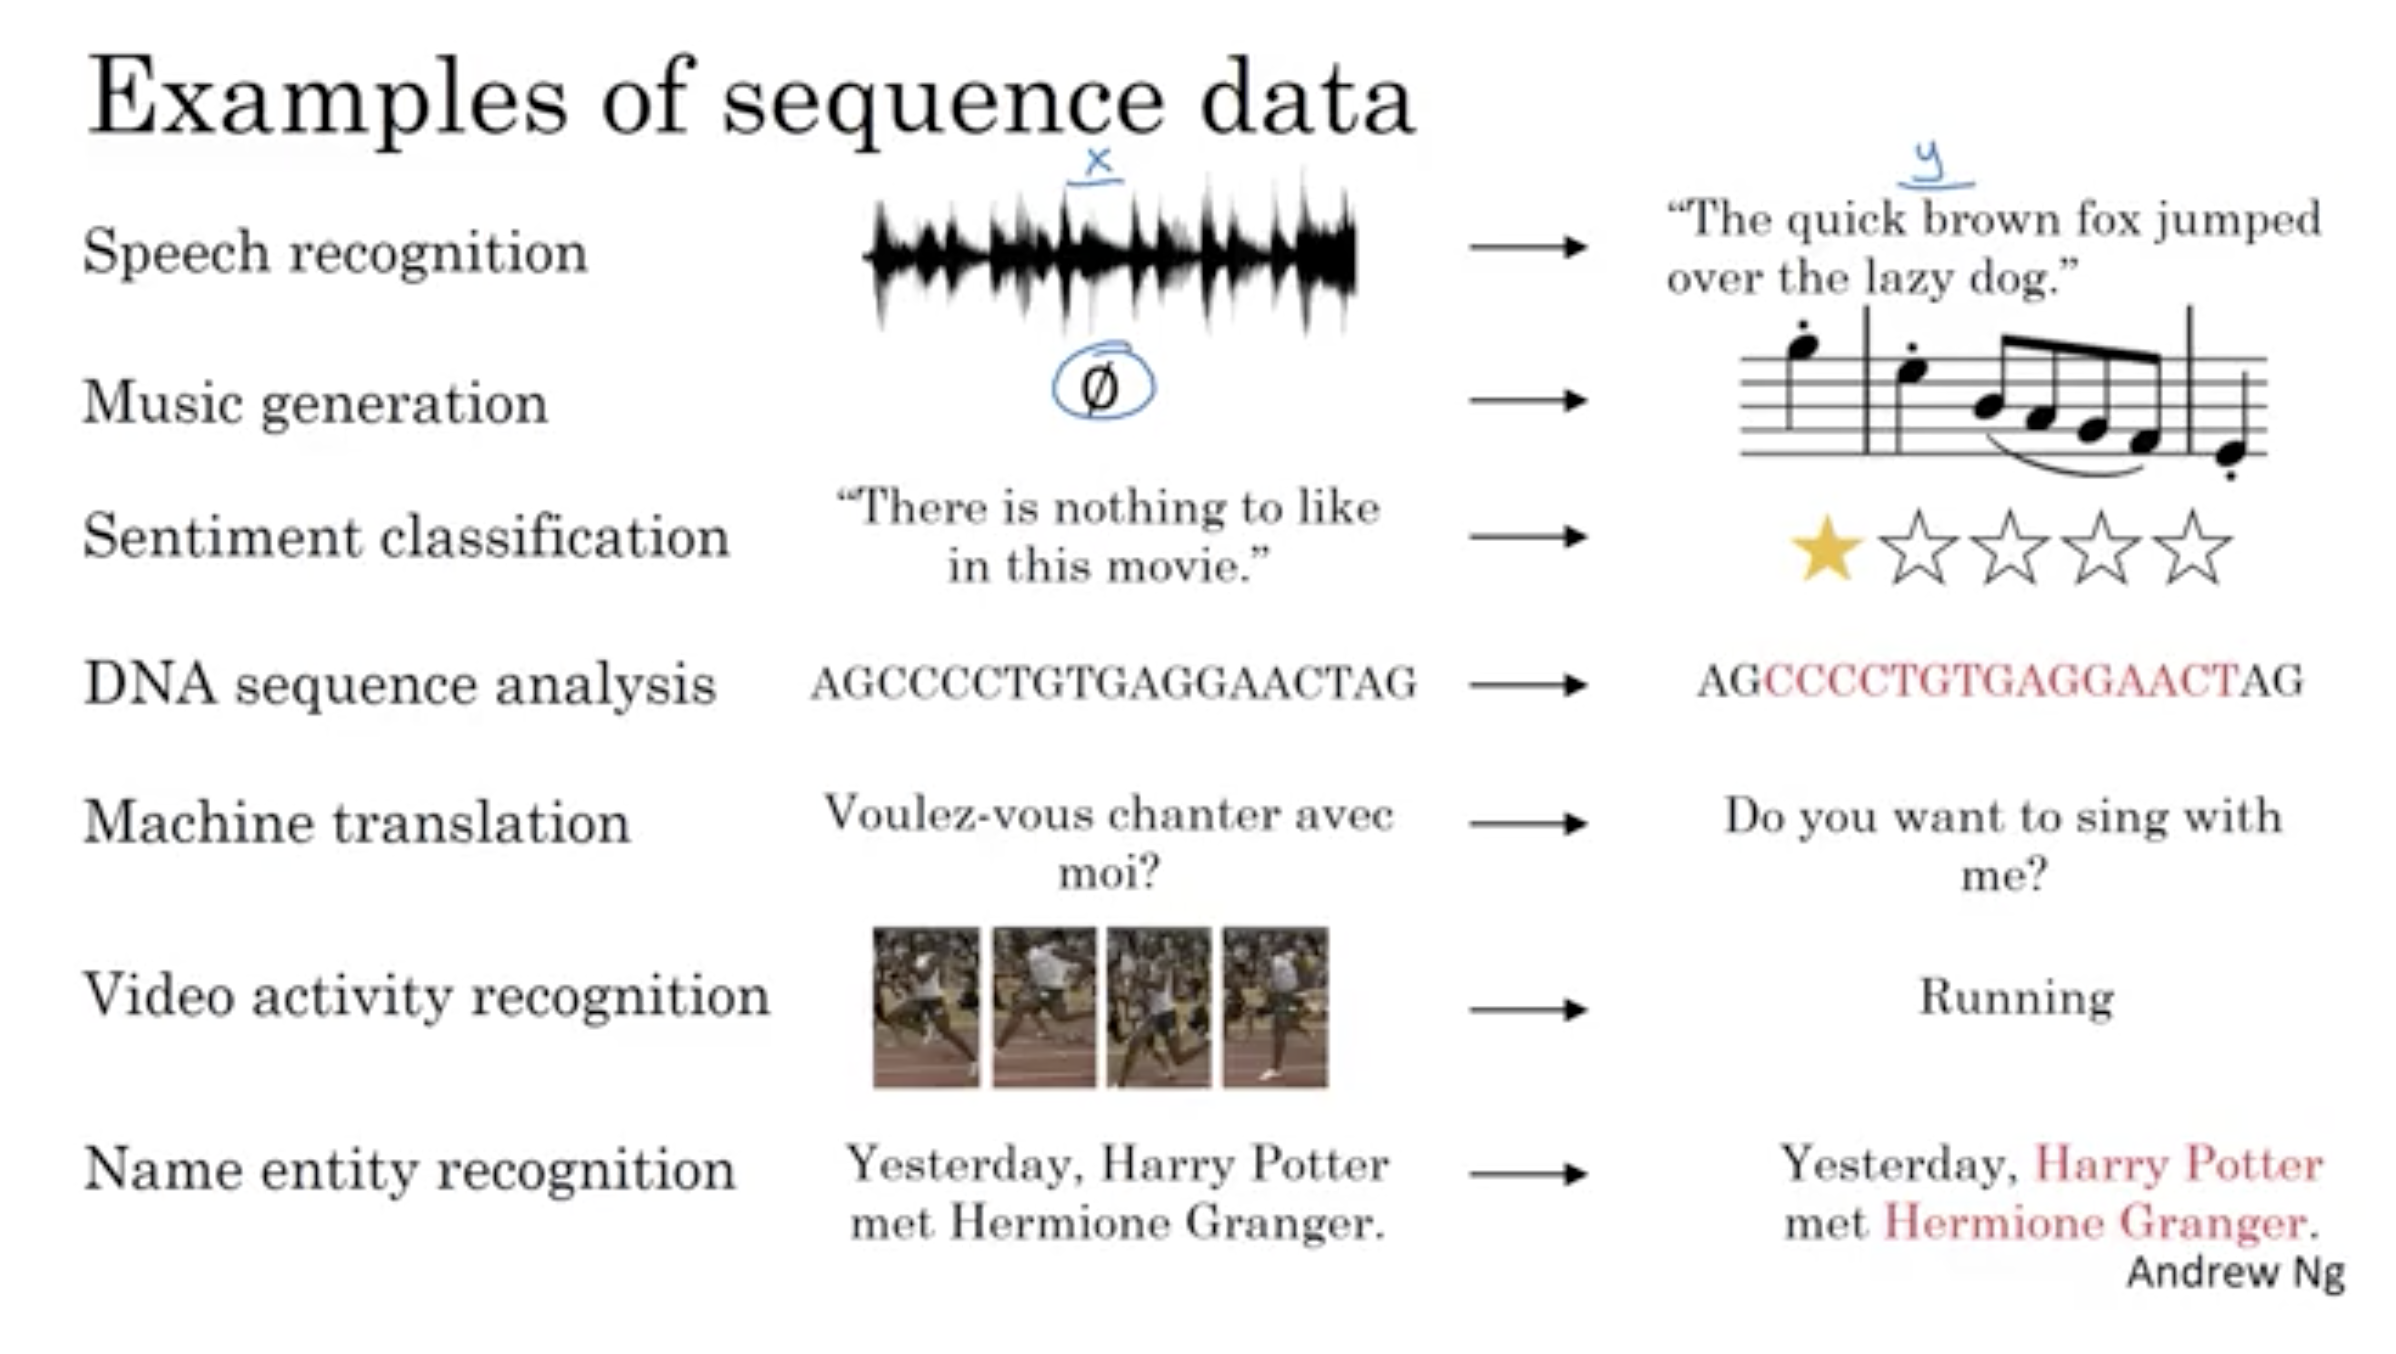 Examples of sequence data
x
y
Speech recognition
“The quick brown fox jumped
over the lazy dog.”
Music generation
∅
Sentiment classification
“There is nothing to like
in this movie.”
DNA sequence analysis
AGCCCCTGTGAGGAACTAG
AGCCCCTGTGAGGAACTAG
Machine translation
Voulez-vous chanter avec
moi?
Do you want to sing with
me?
Video activity recognition
Running
Name entity recognition
Yesterday, Harry Potter
met Hermione Granger.
Yesterday, Harry Potter
met Hermione Granger.
Andrew Ng